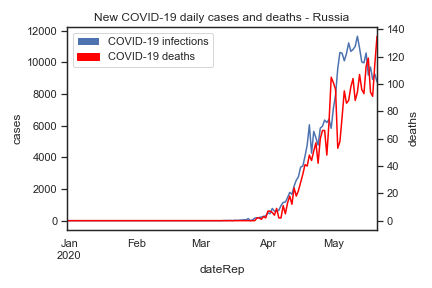 New COVID-19 daily cases and deaths - Russia
COVID-19 infections
COVID-19 deaths
12000
10000
8000
6000
4000
2000
0
cases
140
120
100
80
60
40
20
0
deaths
Jan Feb Mar Apr May
2020
dateRep